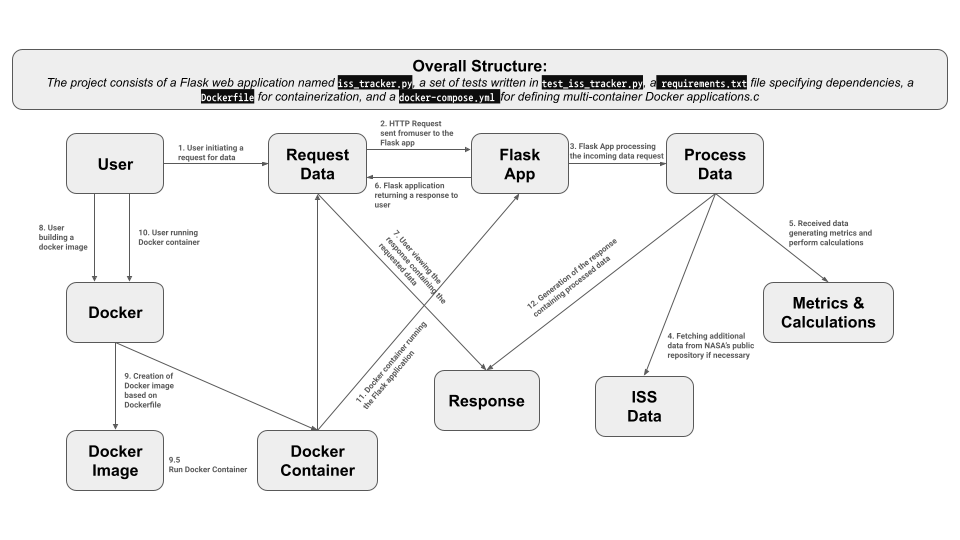 Overall Structure:
The project consists of a Flask web application named iss_tracker.py, a set of tests written in test_iss_tracker.py, a requirements.txt file specifying dependencies, a
Dockerfile for containerization, and a docker-compose.yml for defining multi-container Docker applications.c
User
1. User initiating a
request for data
Request
Data
2. HTTP Request
sent fromuser to the
Flask app
6. Flask application
returning a response to
user
Flask
App
3. Flask App processing
the incoming data request
Process
Data
8. User
building a
docker image
10. User running
Docker container
7. User viewing the
response containing the
requested data
12. Generation of the response
containing processed data
5. Received data
generating metrics and
perform calculations
Docker
Metrics &
Calculations
4. Fetching additional
data from NASA's public
repository if necessary
11. Docker container running
the Flask application
9. Creation of
Docker image
based on
Dockerfile
Response
ISS
Data
Docker
Image
9.5
Run Docker Container
Docker
Container